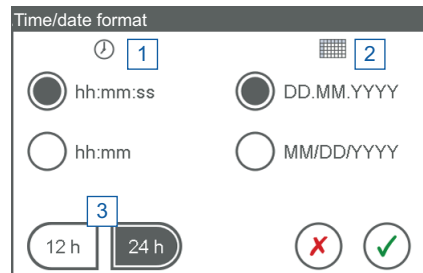 Time/date format
1 2
hh:mm:ss DD.MM.YYYY
hh:mm MM/DD/YYYY
3
12 h 24 h